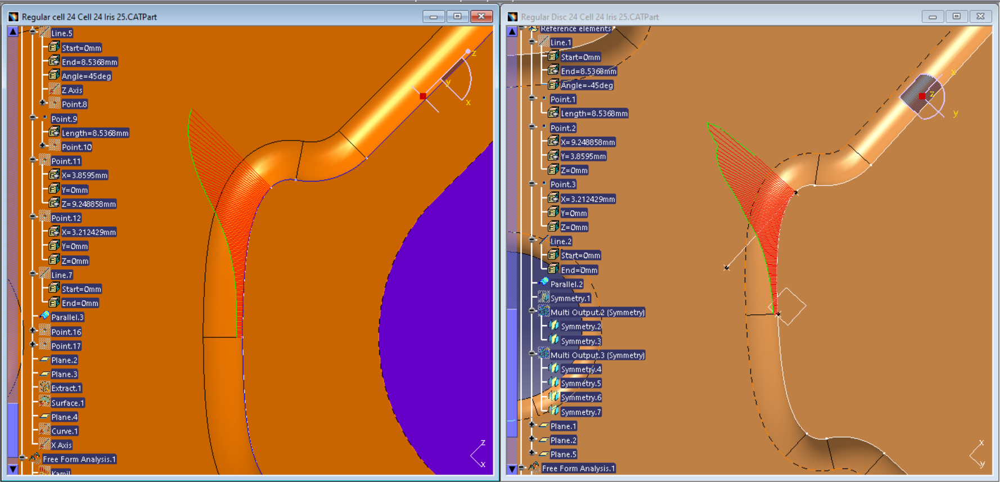 Regular cell 24 Cell 24 Iris 25.CATPart
Line.5
Start=0mm
End=8.5368mm
Angle=45deg
Z Axis
Point.8
Point.9
Length=8.5368mm
Point.10
Point.11
X=3.8595mm
Y=0mm
Z=9.248858mm
Point.12
X=3.212429mm
Y=0mm
Z=0mm
Line.7
Start=0mm
End=0mm
Parallel.3
Point.16
Point.17
Plane.2
Plane.3
Extract.1
Surface.1
Plane.4
Curve.1
X Axis
Free Form Analysis.1
Kamil
z
y
x
z
x
Regular Disc 24 Cell 24 Iris 25.CATPart
Reference elements
Line.1
Start=0mm
End=8.5368mm
Angle=-45deg
Point.1
Length=8.5368mm
Point.2
X=9.248858mm
Y=3.8595mm
Z=0mm
Point.3
X=3.212429mm
Y=0mm
Z=0mm
Line.2
Start=0mm
End=0mm
Parallel.2
Symmetry.1
Multi Output.2 (Symmetry)
Symmetry.2
Symmetry.3
Multi Output.3 (Symmetry)
Symmetry.4
Symmetry.5
Symmetry.6
Symmetry.7
Plane.1
Plane.2
Plane.5
Free Form Analysis.1
x
z
y
x
y